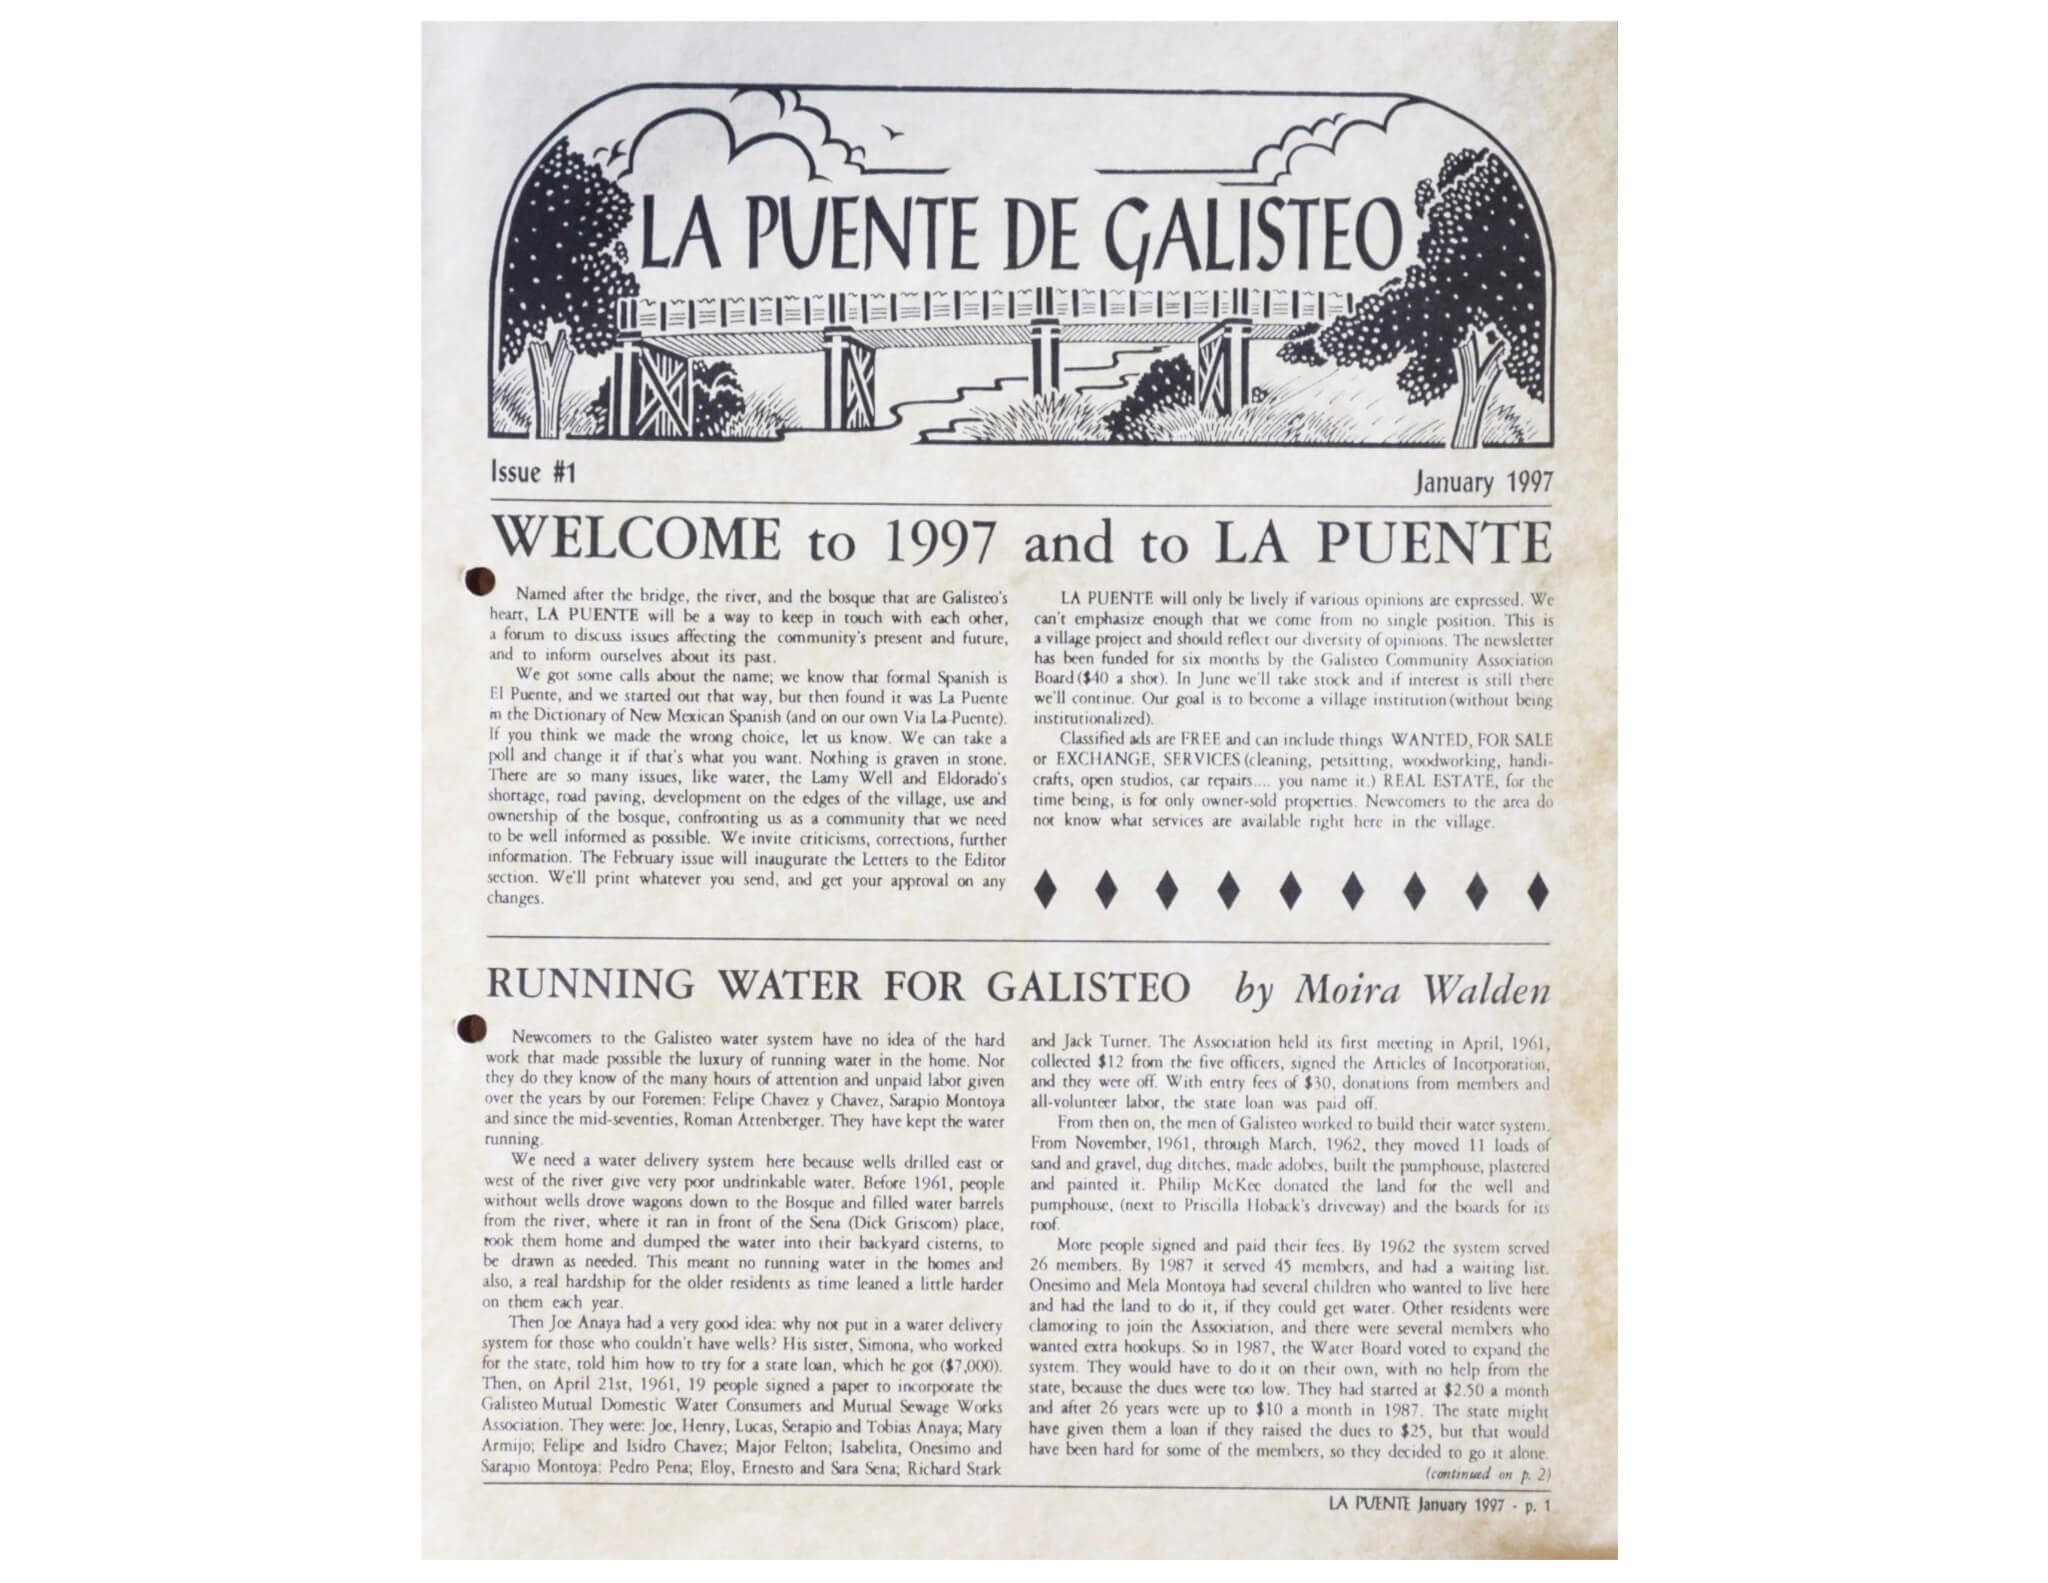 LA PUENTE DE GALISTEO
Issue #1
January 1997
WELCOME to 1997 and to LA PUENTE
Named after the bridge, the river, and the bosque that are Galisteo's
heart, LA PUENTE will be a way to keep in touch with each other,
a forum to discuss issues affecting the community's present and future,
and to inform ourselves about its past.
We got some calls about the name; we know that formal Spanish is
El Puente, and we started out that way, but then found it was La Puente
in the Dictionary of New Mexican Spanish (and on our own Via La Puente).
If you think we made the wrong choice, let us know. We can take a
poll and change it if that's what you want. Nothing is graven in stone.
There are so many issues, like water, the Lamy Well and Eldorado's
shortage, road paving, development on the edges of the village, use and
ownership of the bosque, confronting us as a community that we need
to be well informed as possible. We invite criticisms, corrections, further
information. The February issue will inaugurate the Letters to the Editor
section. We'll print whatever you send, and get your approval on any
changes.
LA PUENTE will only be lively if various opinions are expressed. We
can't emphasize enough that we come from no single position. This is
a village project and should reflect our diversity of opinions. The newsletter
has been funded for six months by the Galisteo Community Association
Board ($40 a shot). In June we'll take stock and if interest is still there
we'll continue. Our goal is to become a village institution (without being
institutionalized).
Classified ads are FREE and can include things WANTED, FOR SALE
or EXCHANGE, SERVICES (cleaning, petsitting, woodworking, handi-
crafts, open studios, car repairs.... you name it.) REAL ESTATE, for the
time being, is for only owner-sold properties. Newcomers to the area do
not know what services are available right here in the village.
RUNNING WATER FOR GALISTEO by Moira Walden
Newcomers to the Galisteo water system have no idea of the hard
work that made possible the luxury of running water in the home. Nor
they do they know of the many hours of attention and unpaid labor given
over the years by our Foremen: Felipe Chavez y Chavez, Sarapio Montoya
and since the mid-seventies, Roman Attenberger. They have kept the water
running.
We need a water delivery system here because wells drilled east or
west of the river give very poor undrinkable water. Before 1961, people
without wells drove wagons down to the Bosque and filled water barrels
from the river, where it ran in front of the Sena (Dick Griscom) place,
took them home and dumped the water into their backyard cisterns, to
be drawn as needed. This meant no running water in the homes and
also, a real hardship for the older residents as time leaned a little harder
on them each year.
Then Joe Anaya had a very good idea: why not put in a water delivery
system for those who couldn't have wells? His sister, Simona, who worked
for the state, told him how to try for a state loan, which he got ($7,000).
Then, on April 21st, 1961, 19 people signed a paper to incorporate the
Galisteo Mutual Domestic Water Consumers and Mutual Sewage Works
Association. They were: Joe, Henry, Lucas, Serapio and Tobias Anaya; Mary
Armijo; Felipe and Isidro Chavez; Major Felton; Isabelita, Onesimo and
Sarapio Montoya: Pedro Pena; Eloy, Ernesto and Sara Sena; Richard Stark
and Jack Turner. The Association held its first meeting in April, 1961,
collected $12 from the five officers, signed the Articles of Incorporation,
and they were off. With entry fees of $30, donations from members and
all-volunteer labor, the state loan was paid off.
From then on, the men of Galisteo worked to build their water system.
From November, 1961, through March, 1962, they moved 11 loads of
sand and gravel, dug ditches, made adobes, built the pumphouse, plastered
and painted it. Philip McKee donated the land for the well and
pumphouse, (next to Priscilla Hoback's driveway) and the boards for its
roof.
More people signed and paid their fees. By 1962 the system served
26 members. By 1987 it served 45 members, and had a waiting list.
Onesimo and Mela Montoya had several children who wanted to live here
and had the land to do it, if they could get water. Other residents were
clamoring to join the Association, and there were several members who
wanted extra hookups. So in 1987, the Water Board voted to expand the
system. They would have to do it on their own, with no help from the
state, because the dues were too low. They had started at $2.50 a month
and after 26 years were up to $10 a month in 1987. The state might
have given them a loan if they raised the dues to $25, but that would
have been hard for some of the members, so they decided to go it alone.
(continued on p. 2)
LA PUENTE January 1997 - p. 1